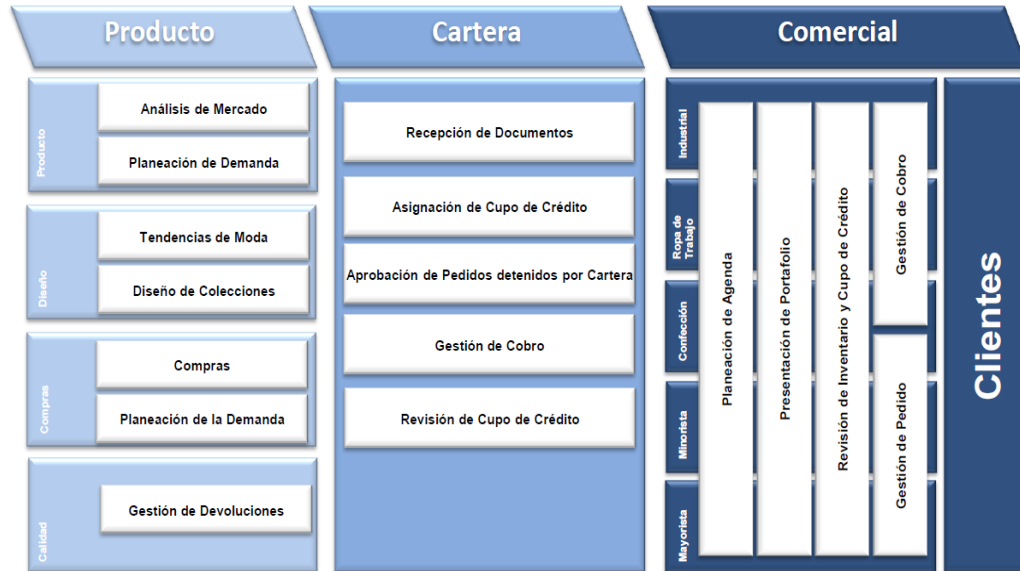 Producto
Cartera
Comercial
Producto
Análisis de Mercado
Planeación de Demanda
Diseño
Tendencias de Moda
Diseño de Colecciones
Compras
Compras
Planeación de la Demanda
Calidad
Gestión de Devoluciones
Recepción de Documentos
Asignación de Cupo de Crédito
Aprobación de Pedidos detenidos por Cartera
Gestión de Cobro
Revisión de Cupo de Crédito
Industrial
Ropa de
Trabajo
Confección
Minorista
Mayorista
Planeación de Agenda
Presentación de Portafolio
Revisión de Inventario y Cupo de Crédito
Gestión de Cobro
Gestión de Pedido
Clientes